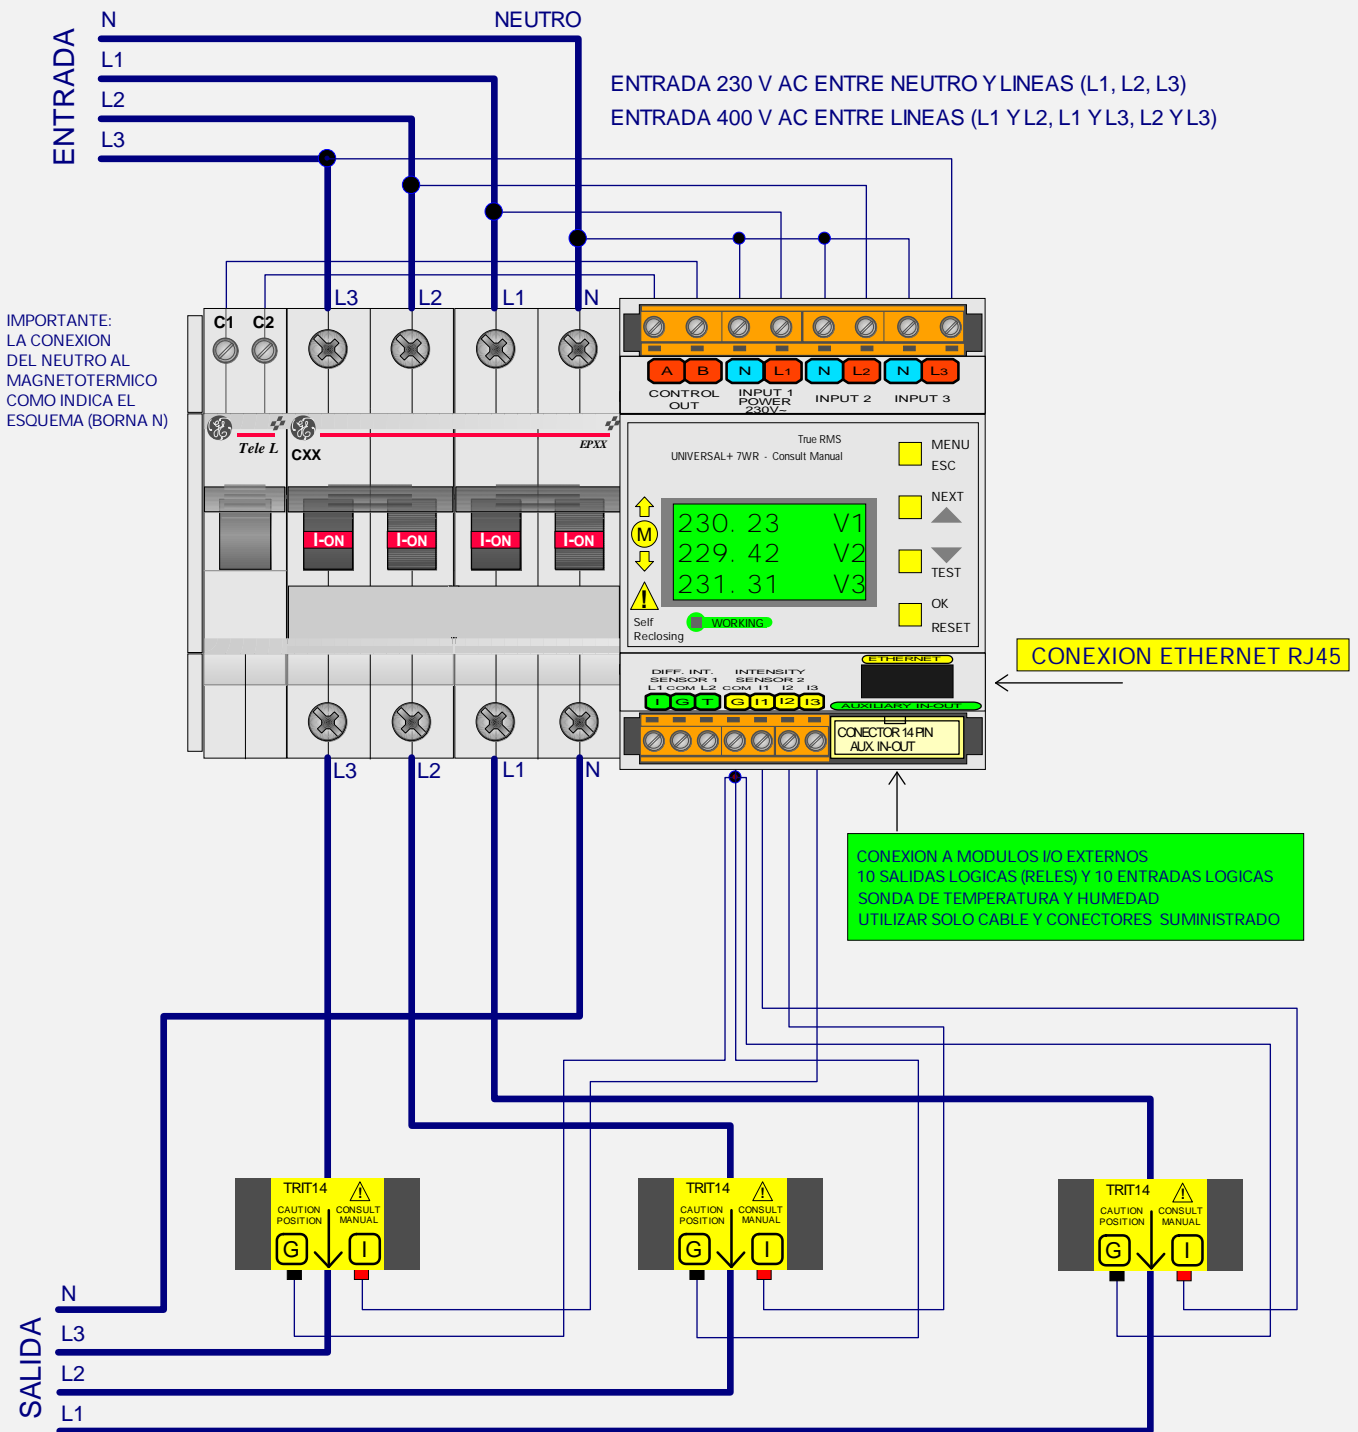 ENTRADA
N
NEUTRO
L1
L2
L3
ENTRADA 230 V AC ENTRE NEUTRO Y LINEAS (L1, L2, L3)
ENTRADA 400 V AC ENTRE LINEAS (L1 Y L2, L1 Y L3, L2 Y L3)
L3
L2
L1
N
IMPORTANTE:
LA CONEXION
DEL NEUTRO AL
MAGNETOTERMICO
COMO INDICA EL
ESQUEMA (BORNA N)
C1
C2
Tele L
CXX
EPXX
I-ON
I-ON
I-ON
I-ON
A
B
N
L1
N
L2
N
L3
CONTROL
OUT
INPUT 1
POWER
230V~
INPUT 2
INPUT 3
True RMS
UNIVERSAL+ 7WR - Consult Manual
MENU
ESC
NEXT
TEST
OK
RESET
M
230. 23 V1
229. 42 V2
231. 31 V3
Self
Reclosing
WORKING
DIFF. INT.
SENSOR 1
L1 COM L2
INTENSITY
SENSOR 2
COM I1 I2 I3
I
G
T
G
I1
I2
I3
ETHERNET
AUXILIARY IN-OUT
CONECTOR 14 PIN
AUX. IN-OUT
CONEXION ETHERNET RJ45
L3
L2
L1
N
CONEXION A MODULOS I/O EXTERNOS
10 SALIDAS LOGICAS (RELES) Y 10 ENTRADAS LOGICAS
SONDA DE TEMPERATURA Y HUMEDAD
UTILIZAR SOLO CABLE Y CONECTORES SUMINISTRADO
TRIT14
CAUTION
POSITION
CONSULT
MANUAL
G
I
TRIT14
CAUTION
POSITION
CONSULT
MANUAL
G
I
TRIT14
CAUTION
POSITION
CONSULT
MANUAL
G
I
SALIDA
N
L3
L2
L1